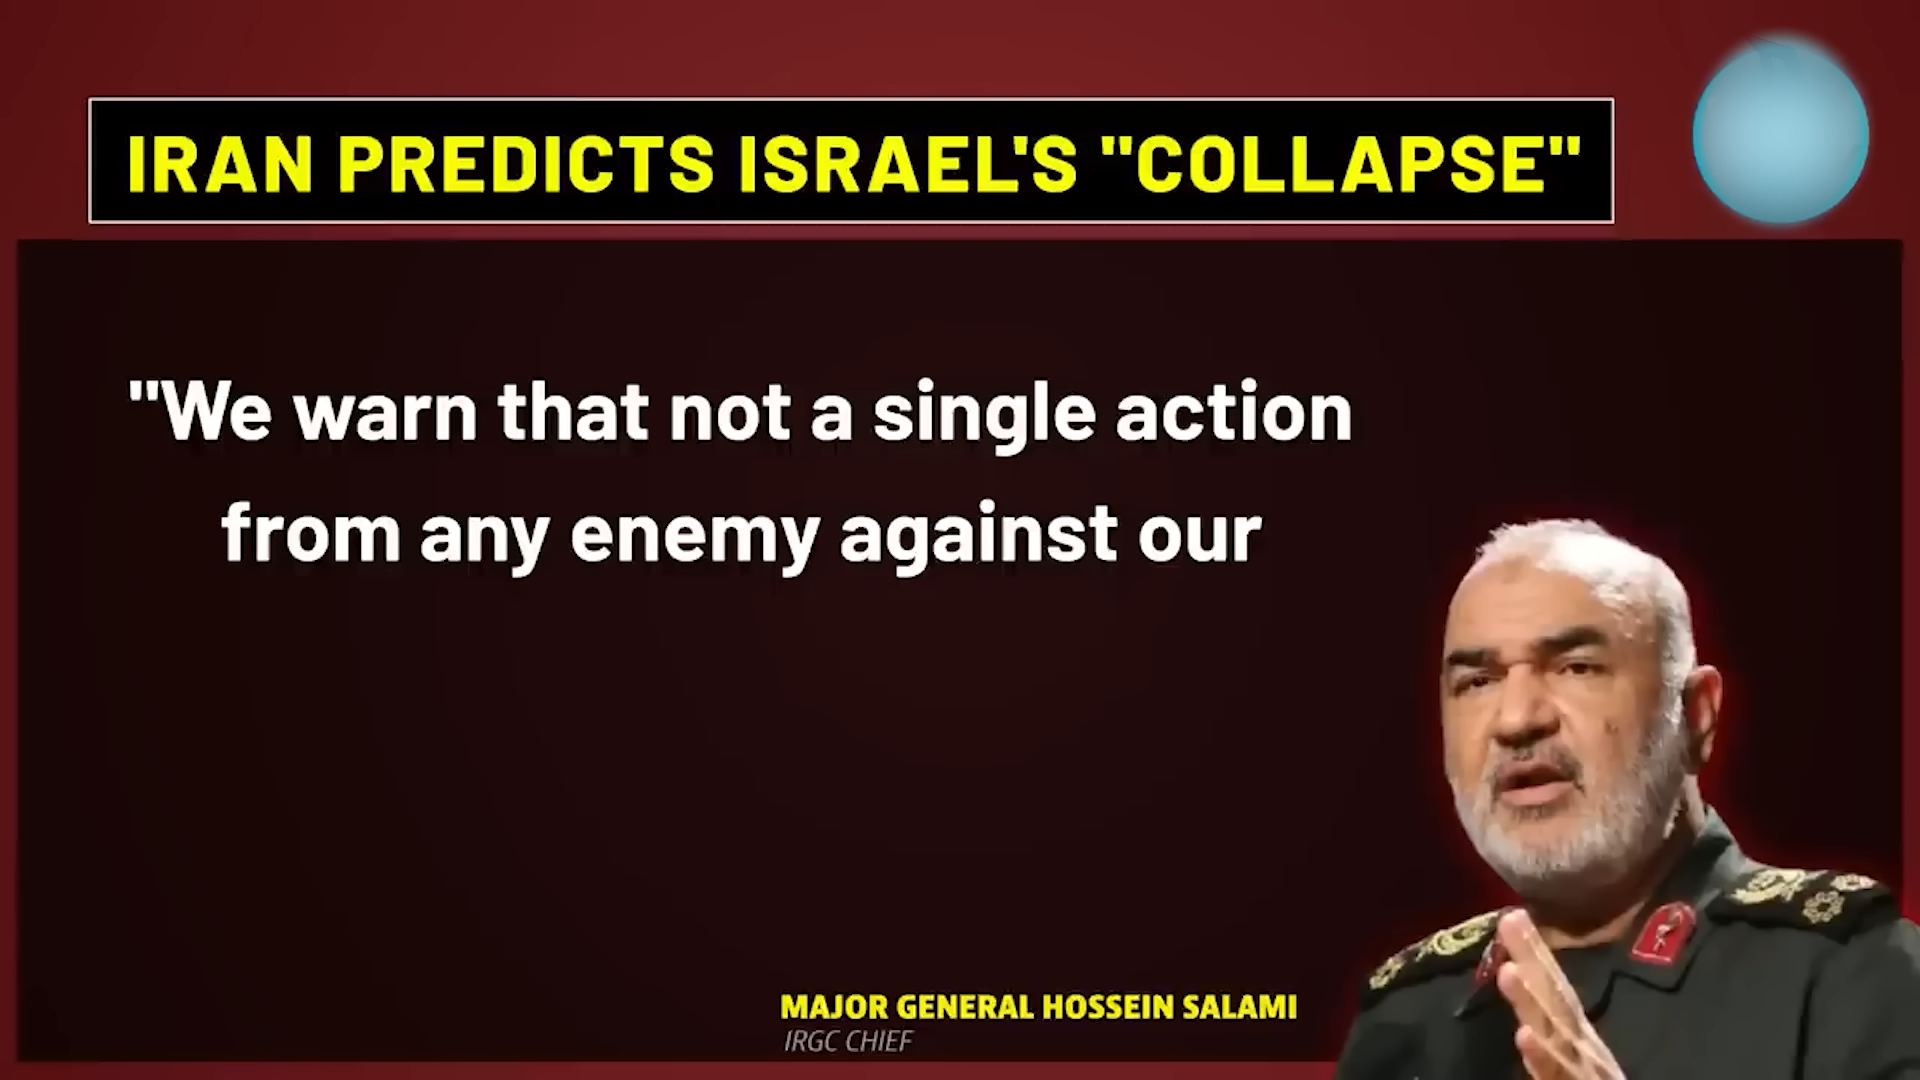 IRAN PREDICTS ISRAEL'S "COLLAPSE"
"We warn that not a single action
from any enemy against our
MAJOR GENERAL HOSSEIN SALAMI
IRGC CHIEF